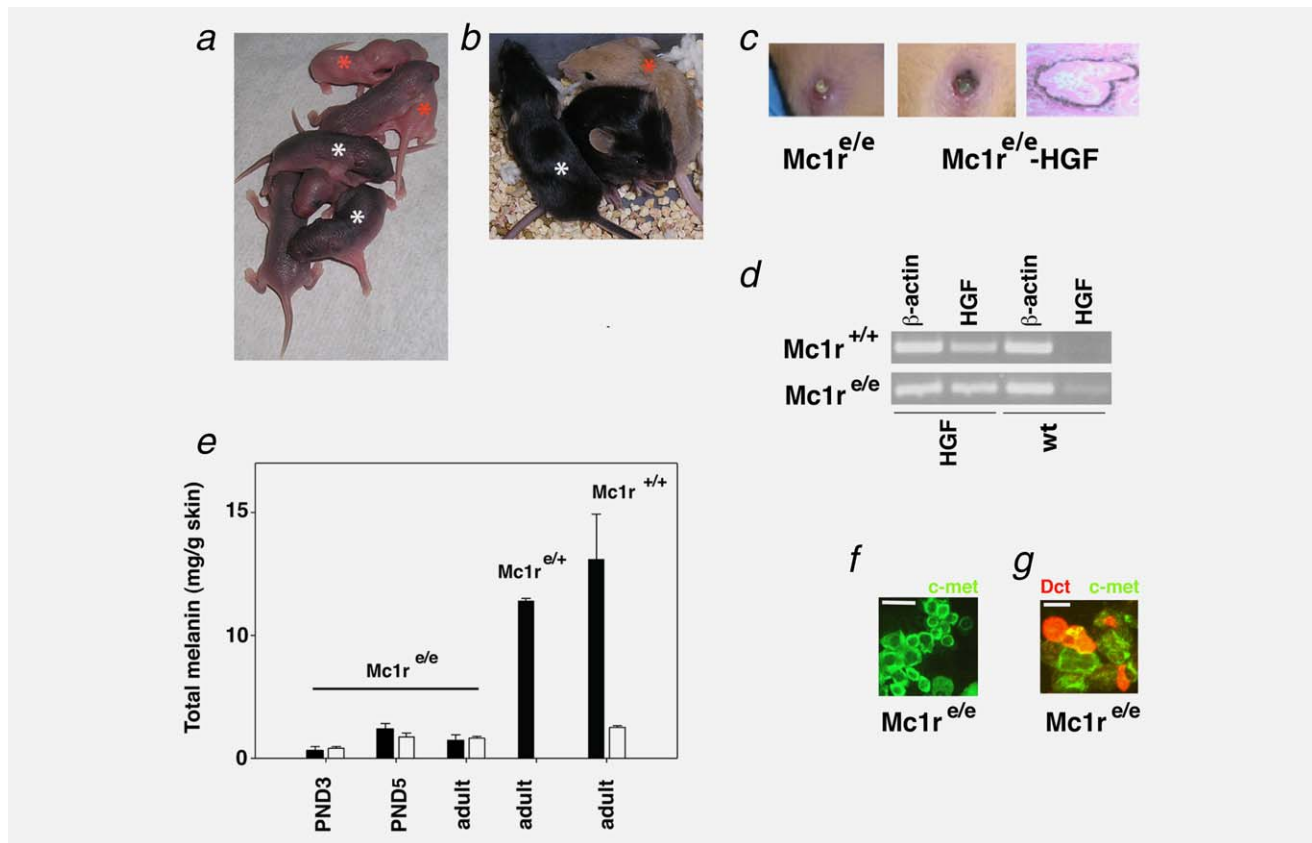 a
b
c
Mc1r e/e
Mc1r e/e-HGF
d
β-actin
HGF
β-actin
HGF
Mc1r +/+
Mc1r e/e
HGF
wt
e
Total melanin (mg/g skin)
15
10
0
Mc1r e/e
Mc1r e/+
Mc1r +/+
PND3
PND5
adult
adult
adult
f
c-met
Mc1r e/e
g
Dct c-met
Mc1r e/e